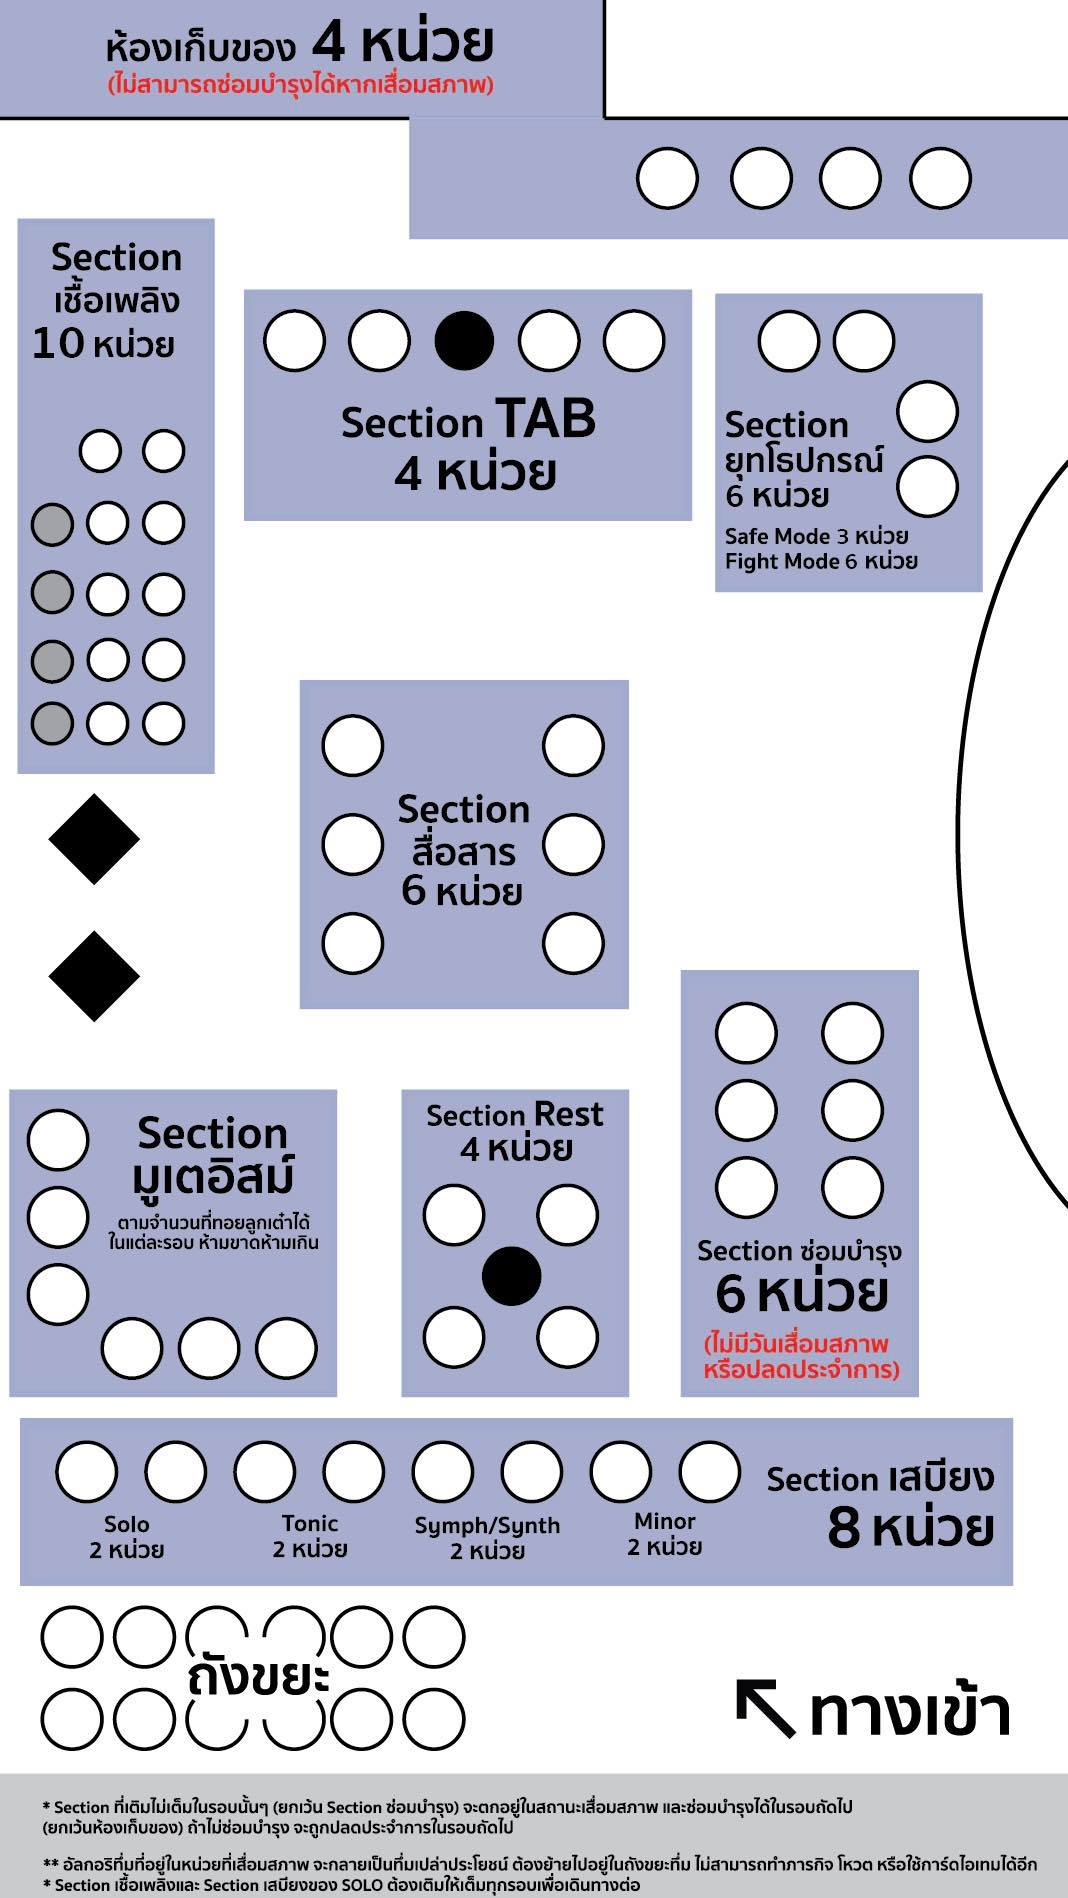 ห้องเก็บของ 4 หน่วย
(ไม่สามารถซ่อมบำรุงได้หากเสื่อมสภาพ)
Section
เชื้อเพลิง
10 หน่วย
Section TAB
4 หน่วย
Section
ยุทโธปกรณ์
6 หน่วย
Safe Mode 3 หน่วย
Fight Mode 6 หน่วย
Section
สื่อสาร
6 หน่วย
Section
มูเตอิสม์
ตามจำนวนที่ทอยลูกเต๋าได้
ในแต่ละรอบ ห้ามขาดห้ามเกิน
Section Rest
4 หน่วย
Section ซ่อมบำรุง
6 หน่วย
(ไม่มีวันเสื่อมสภาพ
หรือปลดประจำการ)
Section เสบียง
8 หน่วย
Solo
2 หน่วย
Tonic
2 หน่วย
Symph/Synth
2 หน่วย
Minor
2 หน่วย
ถังขยะ
ทางเข้า
* Section ที่เติมไม่เต็มในรอบนั้นๆ (ยกเว้น Section ซ่อมบำรุง) จะตกอยู่ในสถานะเสื่อมสภาพ และซ่อมบำรุงได้ในรอบถัดไป
(ยกเว้นห้องเก็บของ) ถ้าไม่ซ่อมบำรุง จะถูกปลดประจำการในรอบถัดไป
** อัลกอริทึ่มที่อยู่ในหน่วยที่เสื่อมสภาพ จะกลายเป็นทึ่มเปล่าประโยชน์ ต้องย้ายไปอยู่ในถังขยะทึ่ม ไม่สามารถทำภารกิจ โหวต หรือใช้การ์ดไอเทมได้อีก
* Section เชื้อเพลิงและ Section เสบียงของ SOLO ต้องเติมให้เต็มทุกรอบเพื่อเดินทางต่อ